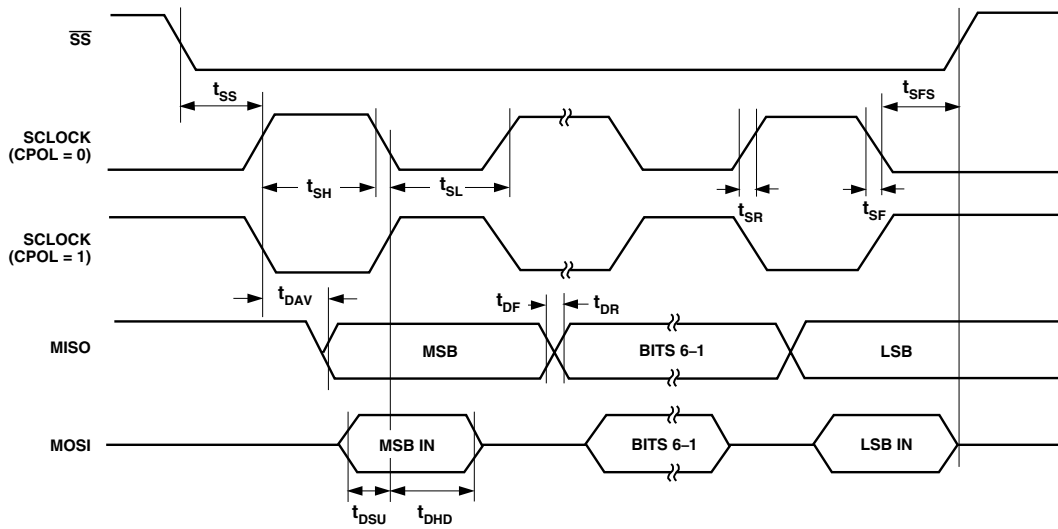 SS
tSS
tSFS
SCLOCK
(CPOL = 0)
tSH
tSL
tSR
tSF
SCLOCK
(CPOL = 1)
tDAV
tDF
tDR
MISO
MSB
BITS 6–1
LSB
MOSI
MSB IN
BITS 6–1
LSB IN
tDSU
tDHD